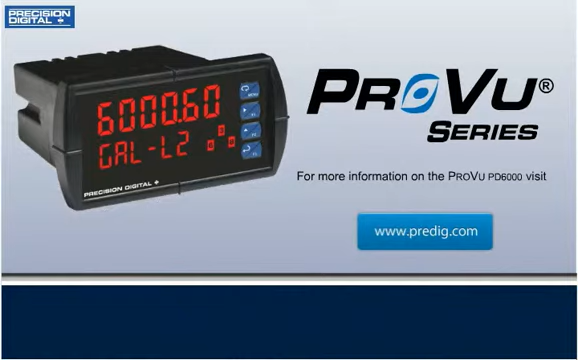 PRECISION
DIGITAL
6000.60
GAL-L2
MENU
PRECISION DIGITAL
PROVU®
SERIES
For more information on the PROVU PD6000 visit
www.predig.com